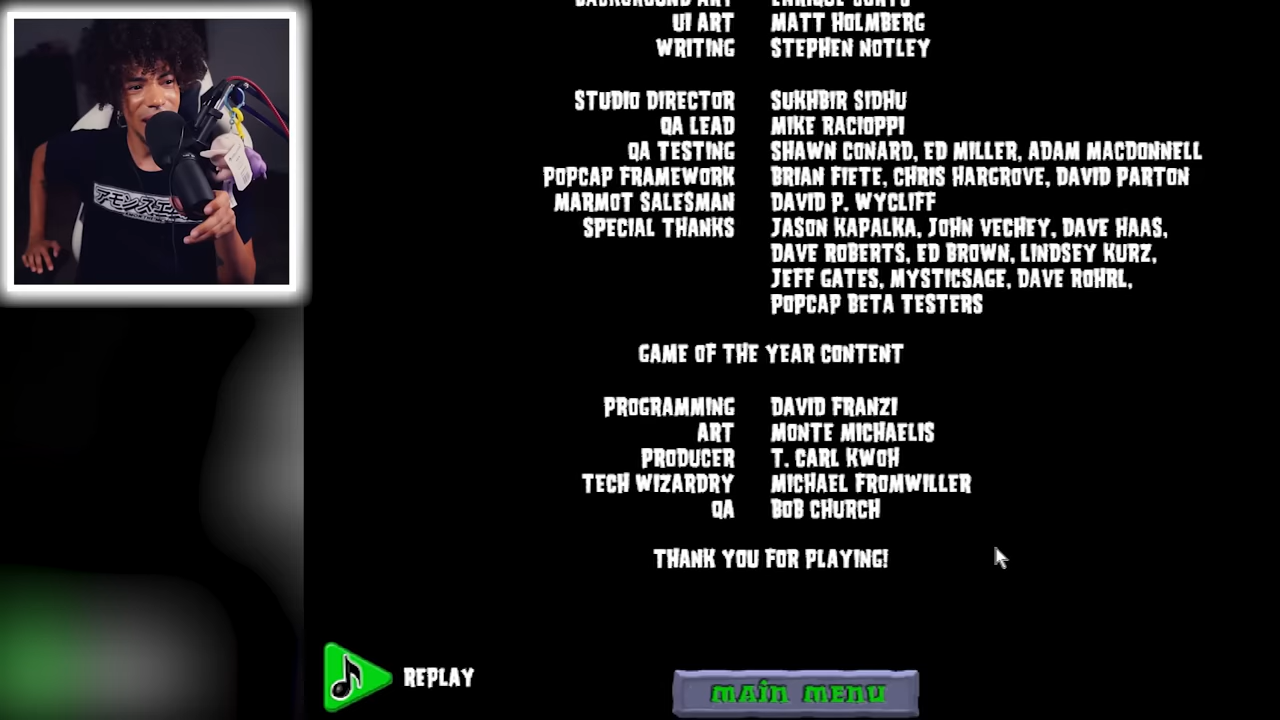 UI ART MATT HOLMBERG
WRITING STEPHEN NOTLEY
STUDIO DIRECTOR SUKHBIR SIDHU
QA LEAD MIKE RACIOPPI
QA TESTING SHAWN CONARD, ED MILLER, ADAM MACDONNELL
POPCAP FRAMEWORK BRIAN FIETE, CHRIS HARGROVE, DAVID PARTON
MARMOT SALESMAN DAVID P. WYCLIFF
SPECIAL THANKS JASON KAPALKA, JOHN VECHEY, DAVE HAAS,
DAVE ROBERTS, ED BROWN, LINDSEY KURZ,
JEFF GATES, MYSTICSAGE, DAVE ROHRL,
POPCAP BETA TESTERS
GAME OF THE YEAR CONTENT
PROGRAMMING DAVID FRANZI
ART MONTE MICHAELIS
PRODUCER T. CARL KWOH
TECH WIZARDRY MICHAEL FROMWILLER
QA BOB CHURCH
THANK YOU FOR PLAYING!
REPLAY
MAIN MENU